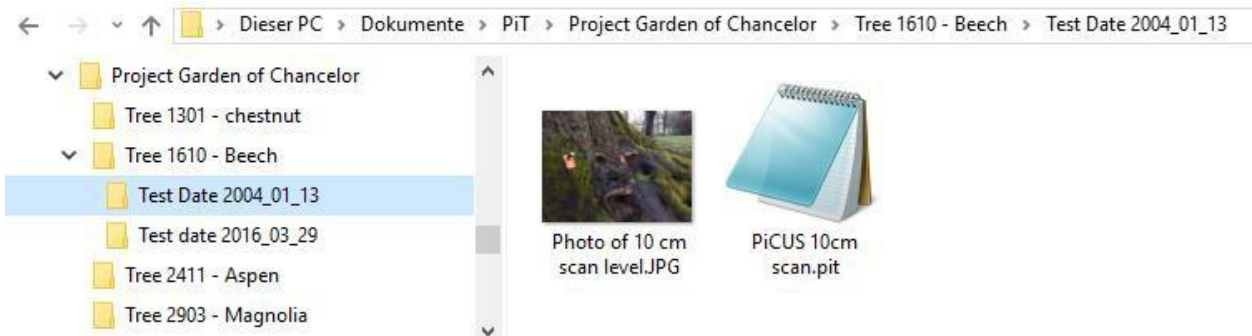 Dieser PC > Dokumente > PiT > Project Garden of Chancelor > Tree 1610 - Beech > Test Date 2004_01_13
Project Garden of Chancelor
Tree 1301 - chestnut
Tree 1610 - Beech
Test Date 2004_01_13
Test date 2016_03_29
Tree 2411 - Aspen
Tree 2903 - Magnolia
Photo of 10 cm
scan level.JPG
PiCUS 10cm
scan.pit